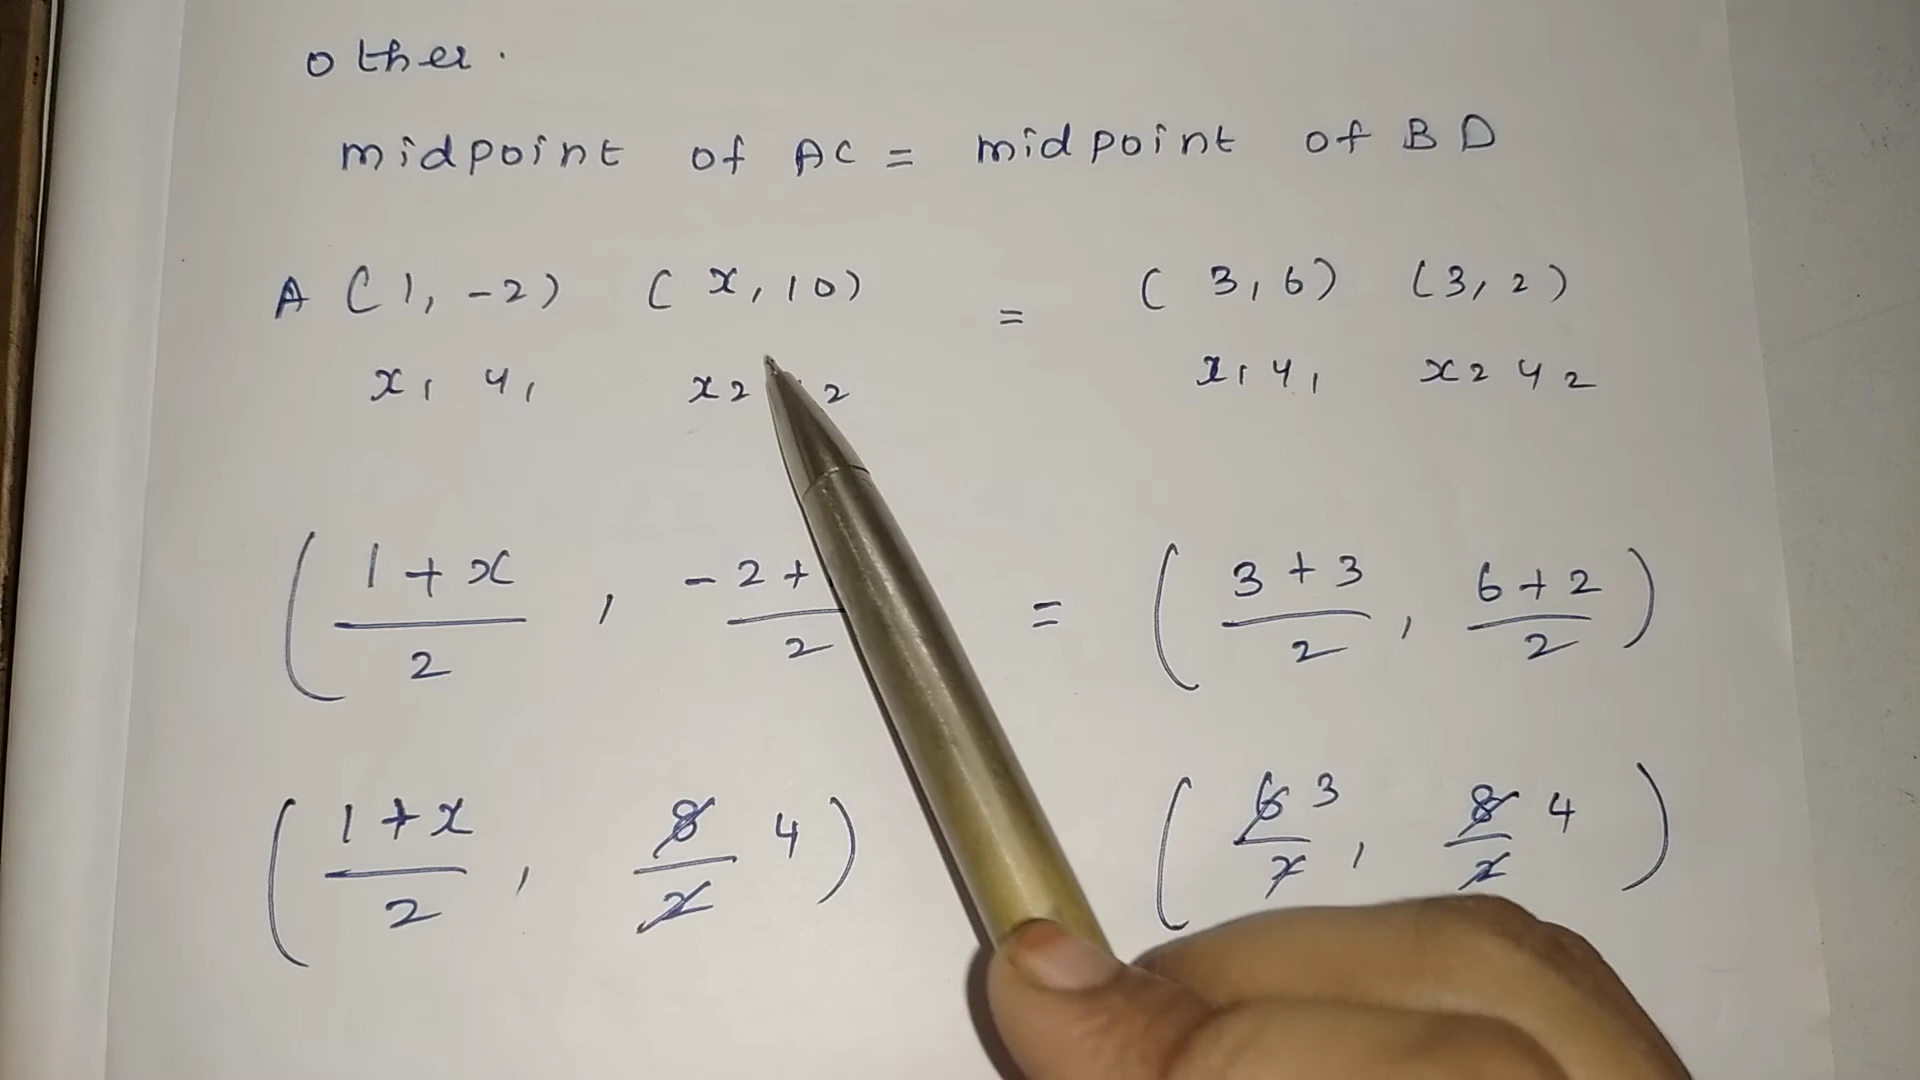 other.
midpoint of AC = midpoint of BD
A (1, -2) (x, 10) = (3, 6) (3, 2)
x1 y1 x2 2 x1 y1 x2 y2
(1+x/2, -2+/2 = (3+3/2, 6+2/2)
(1+x/2, 8/2 4) (6/2 3, 8/2 4)